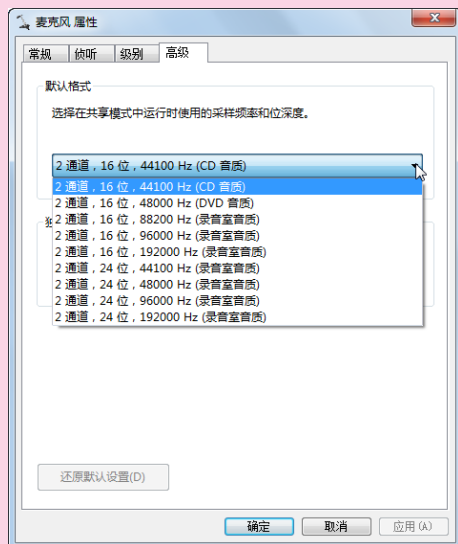 麦克风 属性
常规 侦听 级别 高级
默认格式
选择在共享模式中运行时使用的采样频率和位深度。
2 通道，16 位，44100 Hz (CD 音质)
2 通道，16 位，44100 Hz (CD 音质)
2 通道，16 位，48000 Hz (DVD 音质)
2 通道，16 位，88200 Hz (录音室音质)
2 通道，16 位，96000 Hz (录音室音质)
2 通道，16 位，192000 Hz (录音室音质)
2 通道，24 位，44100 Hz (录音室音质)
2 通道，24 位，48000 Hz (录音室音质)
2 通道，24 位，96000 Hz (录音室音质)
2 通道，24 位，192000 Hz (录音室音质)
还原默认设置(D)
确定 取消 应用(A)